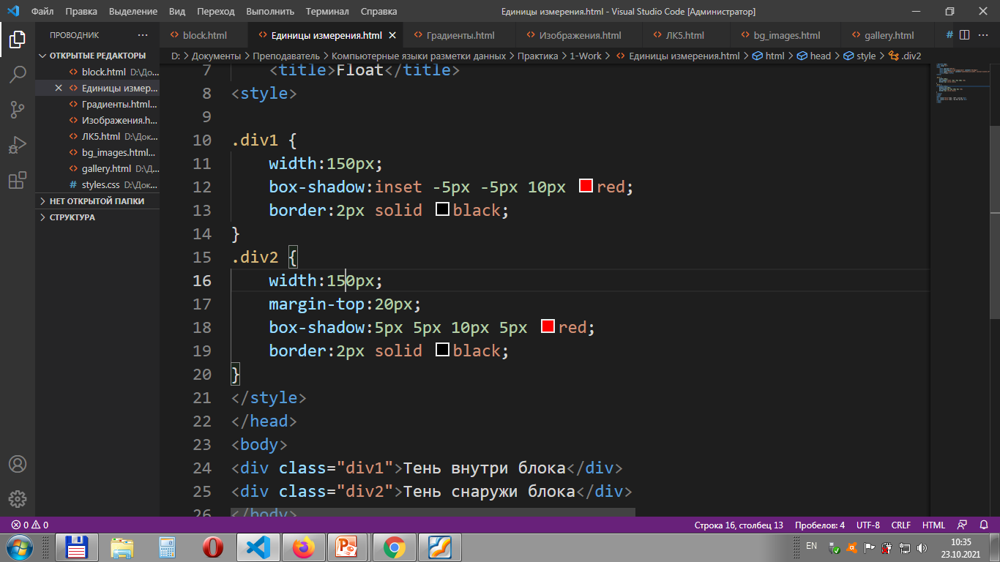 Файл Правка Выделение Вид Переход Выполнить Терминал Справка Единицы измерения.html - Visual Studio Code [Администратор]
ПРОВОДНИК ···
block.html Единицы измерения.html Градиенты.html Изображения.html ЛК5.html bg_images.html gallery.html #
ОТКРЫТЫЕ РЕДАКТОРЫ
block.html D:\До...
Единицы измер...
Градиенты.html...
Изображения.h...
ЛК5.html D:\Док...
bg_images.html...
gallery.html D:\Д...
# styles.css D:\Док...
НЕТ ОТКРЫТОЙ ПАПКИ
СТРУКТУРА
D: > Документы > Преподаватель > Компьютерные языки разметки данных > Практика > 1-Work > Единицы измерения.html > html > head > style > .div2
7 <title>Float</title>
8 <style>
9
10 .div1 {
11 width:150px;
12 box-shadow:inset -5px -5px 10px red;
13 border:2px solid black;
14 }
15 .div2 {
16 width:150px;
17 margin-top:20px;
18 box-shadow:5px 5px 10px 5px red;
19 border:2px solid black;
20 }
21 </style>
22 </head>
23 <body>
24 <div class="div1">Тень внутри блока</div>
25 <div class="div2">Тень снаружи блока</div>
26 </body>
0 0 Строка 16, столбец 13 Пробелов: 4 UTF-8 CRLF HTML
EN 10:35
23.10.2021